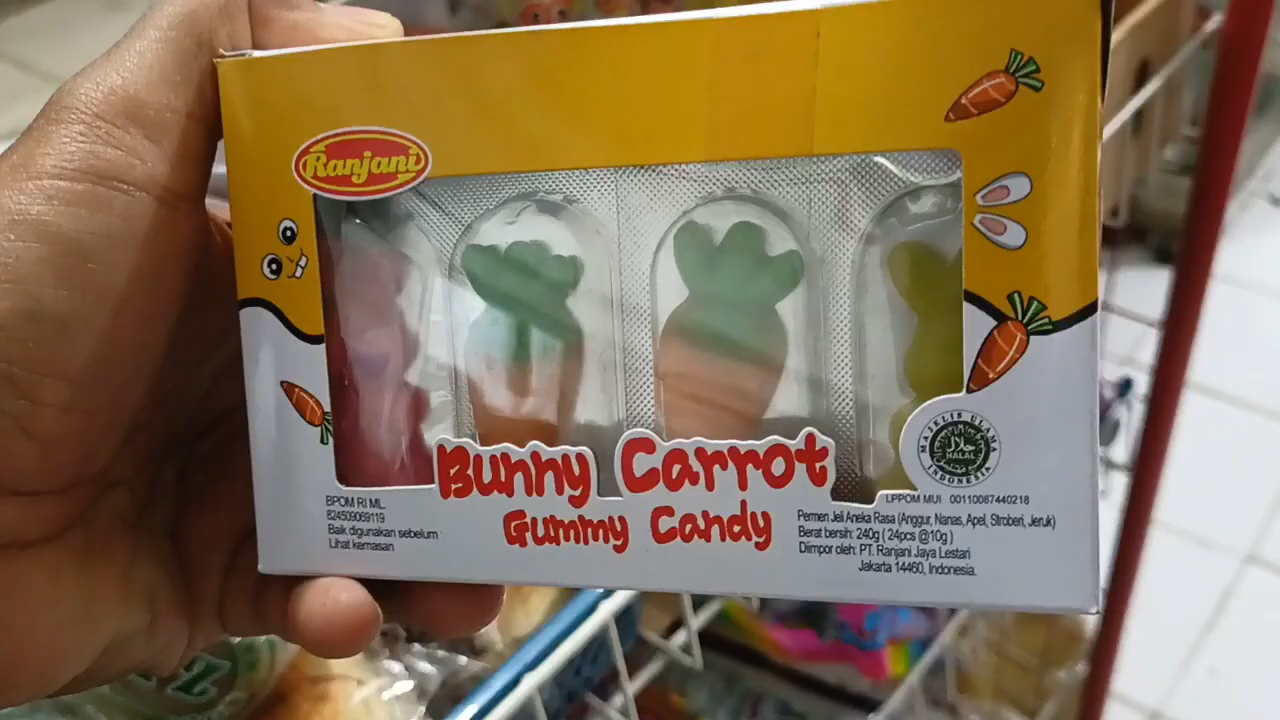 Ranjani
Bunny Carrot
Gummy Candy
BPOM RI ML.
824509069119
Baik digunakan sebelum
Lihat kemasan
MAJELIS ULAMA
حلال
HALAL
INDONESIA
LPPOM MUI 00110087440218
Permen Jeli Aneka Rasa (Anggur, Nanas, Apel, Stroberi, Jeruk)
Berat bersih: 240g ( 24pcs @10g )
Diimpor oleh: PT. Ranjani Jaya Lestari
Jakarta 14460, Indonesia.